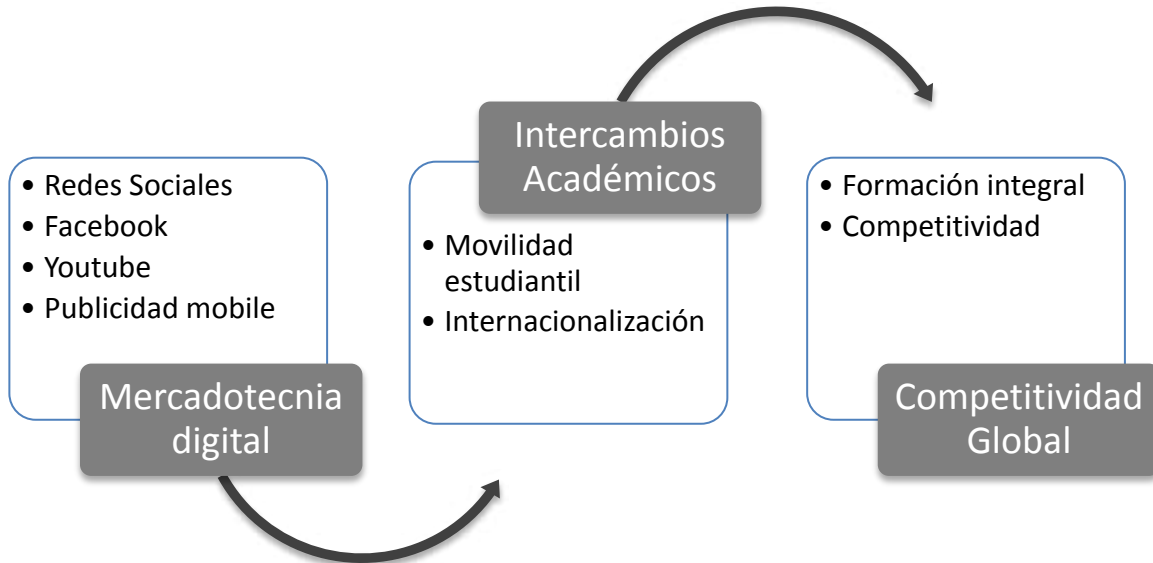 • Redes Sociales
• Facebook
• Youtube
• Publicidad mobile
Mercadotecnia
digital
Intercambios
Académicos
• Movilidad
estudiantil
• Internacionalización
• Formación integral
• Competitividad
Competitividad
Global